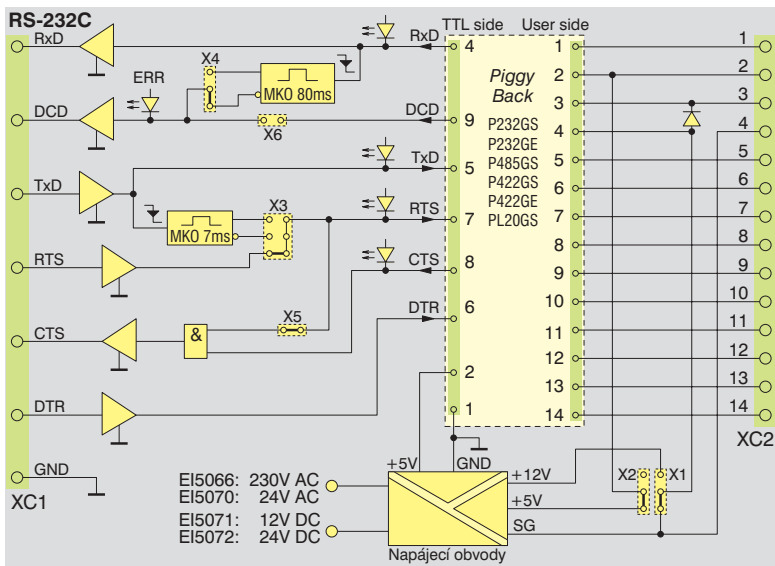 RS-232C
TTL side User side
RxD
X4
ERR
MKO 80ms
RxD
4
DCD
X6
DCD
9
TxD
TxD
5
MKO 7ms
X3
RTS
7
RTS
CTS
8
CTS
&
X5
DTR
6
DTR
2
1
GND
XC1
Piggy
Back
P232GS
P232GE
P485GS
P422GS
P422GE
PL20GS
1
2
3
4
5
6
7
8
9
10
11
12
13
14
1
2
3
4
5
6
7
8
9
10
11
12
13
14
XC2
+5V
GND
+12V
+5V
SG
X2
X1
EI5066: 230V AC
EI5070: 24V AC
EI5071: 12V DC
EI5072: 24V DC
Napájecí obvody